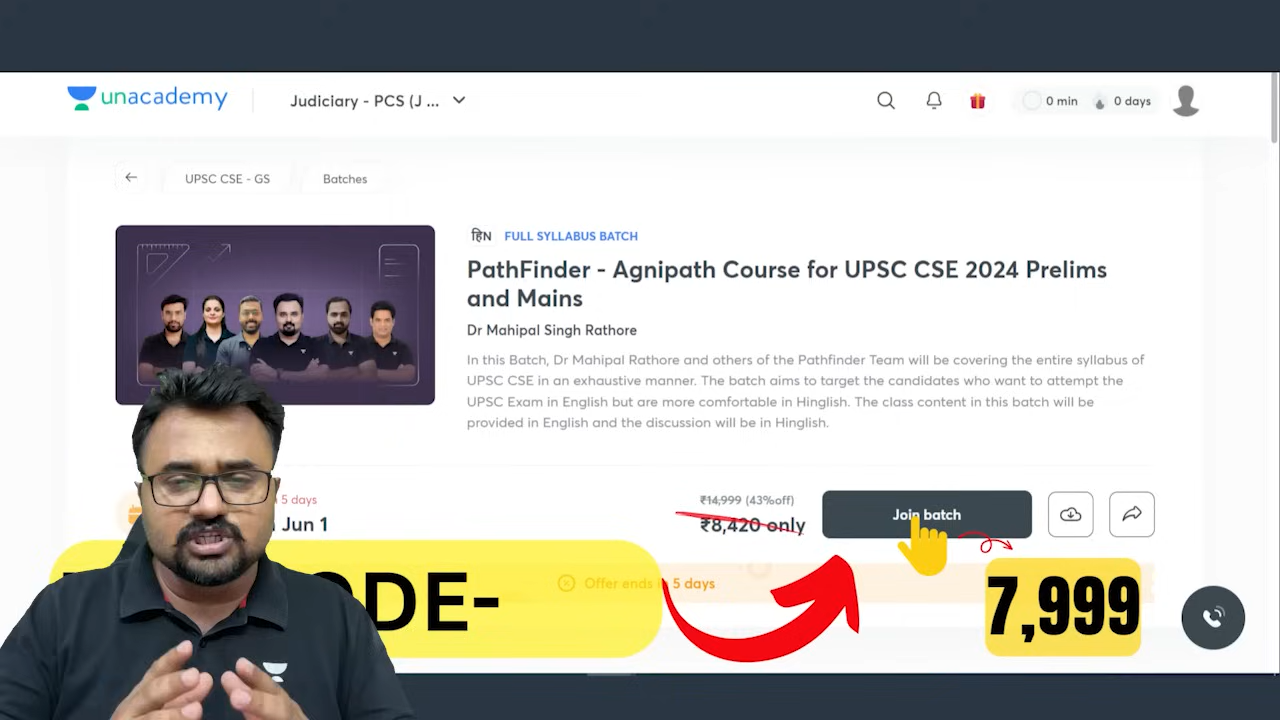 unacademy
Judiciary - PCS (J ...
0 min
0 days
UPSC CSE - GS
Batches
हिN FULL SYLLABUS BATCH
PathFinder - Agnipath Course for UPSC CSE 2024 Prelims
and Mains
Dr Mahipal Singh Rathore
In this Batch, Dr Mahipal Rathore and others of the Pathfinder Team will be covering the entire syllabus of
UPSC CSE in an exhaustive manner. The batch aims to target the candidates who want to attempt the
UPSC Exam in English but are more comfortable in Hinglish. The class content in this batch will be
provided in English and the discussion will be in Hinglish.
5 days
Jun 1
₹14,999 (43%off)
₹8,420 only
Join batch
Offer ends in 5 days
7,999